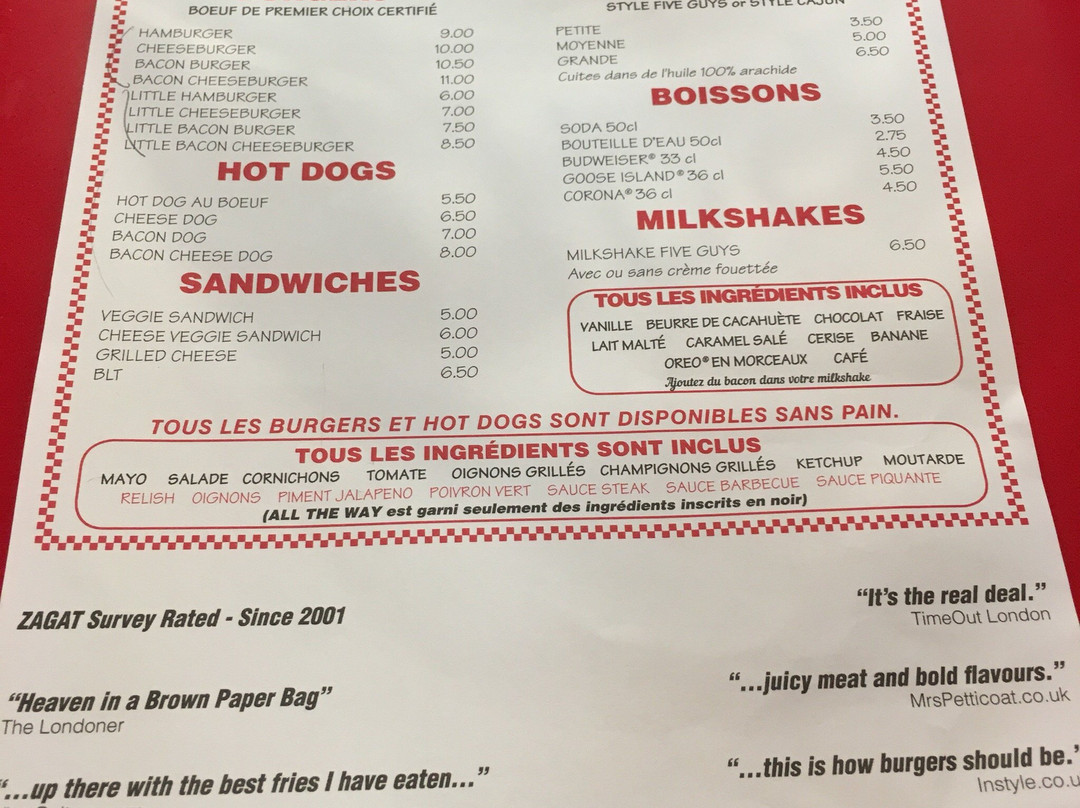 BOEUF DE PREMIER CHOIX CERTIFIÉ
HAMBURGER 9.00
CHEESEBURGER 10.00
BACON BURGER 10.50
BACON CHEESEBURGER 11.00
LITTLE HAMBURGER 6.00
LITTLE CHEESEBURGER 7.00
LITTLE BACON BURGER 7.50
LITTLE BACON CHEESEBURGER 8.50
HOT DOGS
HOT DOG AU BOEUF 5.50
CHEESE DOG 6.50
BACON DOG 7.00
BACON CHEESE DOG 8.00
SANDWICHES
VEGGIE SANDWICH 5.00
CHEESE VEGGIE SANDWICH 6.00
GRILLED CHEESE 5.00
BLT 6.50
STYLE FIVE GUYS or STYLE CAJUN
PETITE 3.50
MOYENNE 5.00
GRANDE 6.50
Cuites dans de l'huile 100% arachide
BOISSONS
SODA 50cl 3.50
BOUTEILLE D'EAU 50cl 2.75
BUDWEISER® 33 cl 4.50
GOOSE ISLAND® 36 cl 5.50
CORONA® 36 cl 4.50
MILKSHAKES
MILKSHAKE FIVE GUYS 6.50
Avec ou sans crème fouettée
TOUS LES INGRÉDIENTS INCLUS
VANILLE BEURRE DE CACAHUÈTE CHOCOLAT FRAISE
LAIT MALTÉ CARAMEL SALÉ CERISE BANANE
OREO® EN MORCEAUX CAFÉ
Ajoutez du bacon dans votre milkshake
TOUS LES BURGERS ET HOT DOGS SONT DISPONIBLES SANS PAIN.
TOUS LES INGRÉDIENTS SONT INCLUS
MAYO SALADE CORNICHONS TOMATE OIGNONS GRILLÉS CHAMPIGNONS GRILLÉS KETCHUP MOUTARDE
RELISH OIGNONS PIMENT JALAPENO POIVRON VERT SAUCE STEAK SAUCE BARBECUE SAUCE PIQUANTE
(ALL THE WAY est garni seulement des ingrédients inscrits en noir)
ZAGAT Survey Rated - Since 2001
"It's the real deal."
TimeOut London
"Heaven in a Brown Paper Bag"
The Londoner
"...juicy meat and bold flavours."
MrsPetticoat.co.uk
"...up there with the best fries I have eaten..."
"...this is how burgers should be."
Instyle.co.u